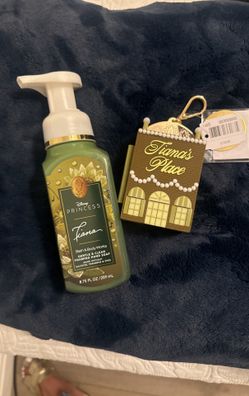 Disney
PRINCESS
Tiana
Bath & Body Works
GENTLE & CLEAN
FOAMING HAND SOAP
8.75 FL OZ / 259 mL
Tiana's
Place